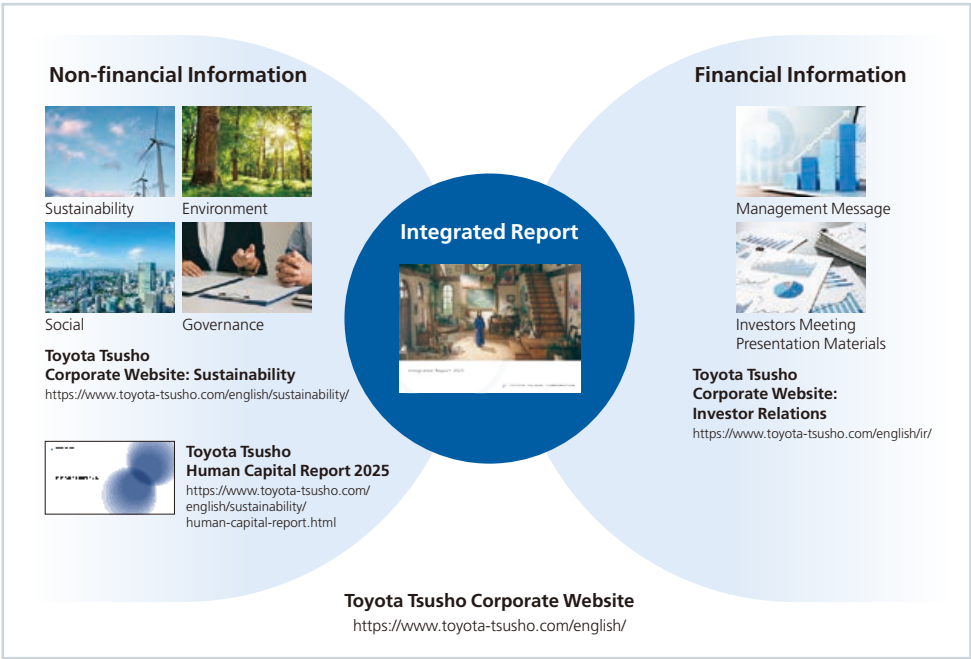 Non-financial Information
Sustainability
Environment
Social
Governance
Toyota Tsusho
Corporate Website: Sustainability
https://www.toyota-tsusho.com/english/sustainability/
Toyota Tsusho
Human Capital Report 2025
https://www.toyota-tsusho.com/
english/sustainability/
human-capital-report.html
Integrated Report
Integrated Report 2025
TOYOTA TSUSHO CORPORATION
Financial Information
Management Message
Investors Meeting
Presentation Materials
Toyota Tsusho
Corporate Website:
Investor Relations
https://www.toyota-tsusho.com/english/ir/
Toyota Tsusho Corporate Website
https://www.toyota-tsusho.com/english/